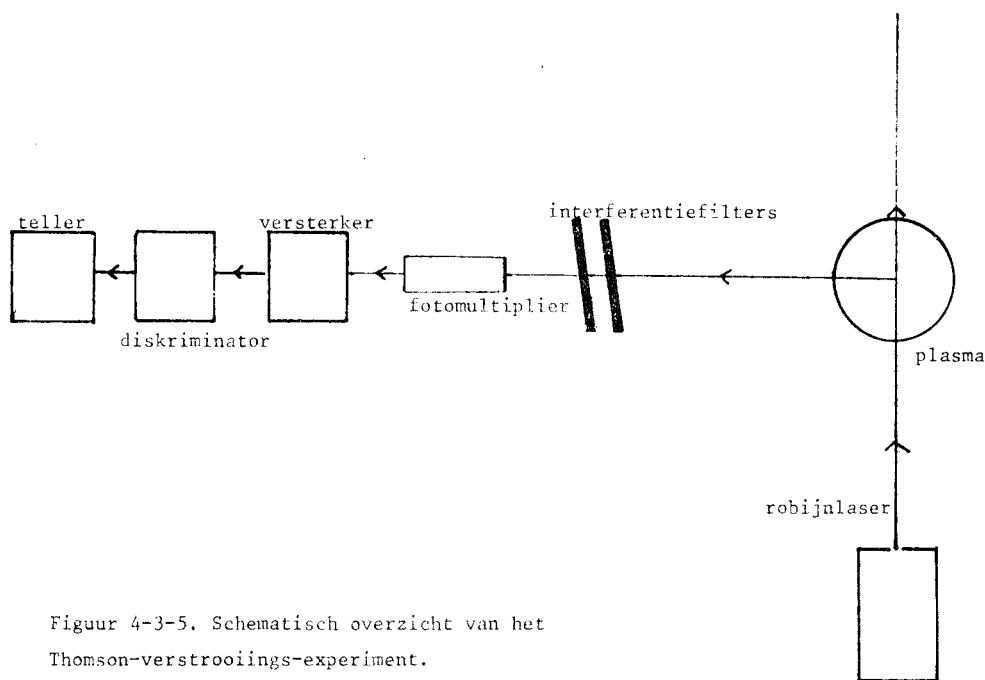 teller
versterker
interferentiefilters
fotomultiplier
diskriminator
plasma
robijnlaser
Figuur 4-3-5. Schematisch overzicht van het
Thomson-verstrooiings-experiment.